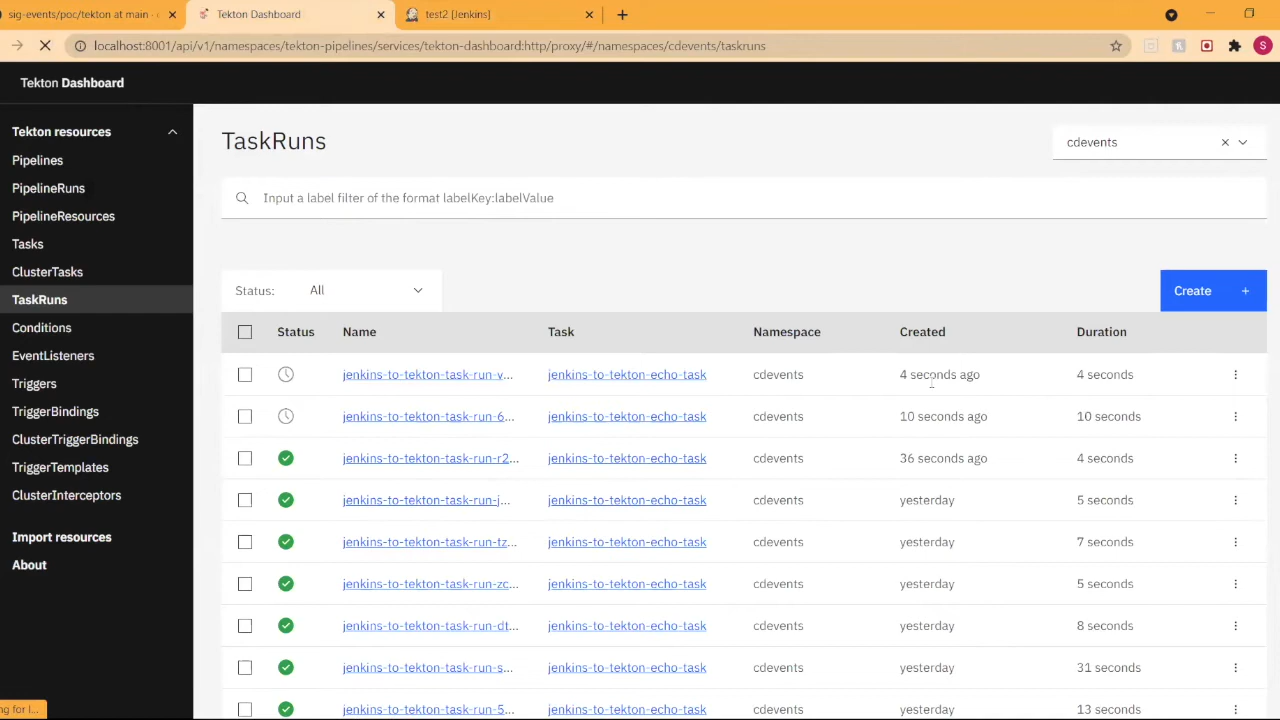 sig-events/poc/tekton at main ·
Tekton Dashboard
test2 [Jenkins]
localhost:8001/api/v1/namespaces/tekton-pipelines/services/tekton-dashboard:http/proxy/#/namespaces/cdevents/taskruns
S
Tekton Dashboard
Tekton resources
Pipelines
PipelineRuns
PipelineResources
Tasks
ClusterTasks
TaskRuns
Conditions
EventListeners
Triggers
TriggerBindings
ClusterTriggerBindings
TriggerTemplates
ClusterInterceptors
Import resources
About
TaskRuns
cdevents
Input a label filter of the format labelKey:labelValue
Status: All
Create +
Status Name Task Namespace Created Duration
jenkins-to-tekton-task-run-v... jenkins-to-tekton-echo-task cdevents 4 seconds ago 4 seconds
jenkins-to-tekton-task-run-6... jenkins-to-tekton-echo-task cdevents 10 seconds ago 10 seconds
jenkins-to-tekton-task-run-r2... jenkins-to-tekton-echo-task cdevents 36 seconds ago 4 seconds
jenkins-to-tekton-task-run-j... jenkins-to-tekton-echo-task cdevents yesterday 5 seconds
jenkins-to-tekton-task-run-tz... jenkins-to-tekton-echo-task cdevents yesterday 7 seconds
jenkins-to-tekton-task-run-zc... jenkins-to-tekton-echo-task cdevents yesterday 5 seconds
jenkins-to-tekton-task-run-dt... jenkins-to-tekton-echo-task cdevents yesterday 8 seconds
jenkins-to-tekton-task-run-s... jenkins-to-tekton-echo-task cdevents yesterday 31 seconds
jenkins-to-tekton-task-run-5... jenkins-to-tekton-echo-task cdevents yesterday 13 seconds
ng for l...